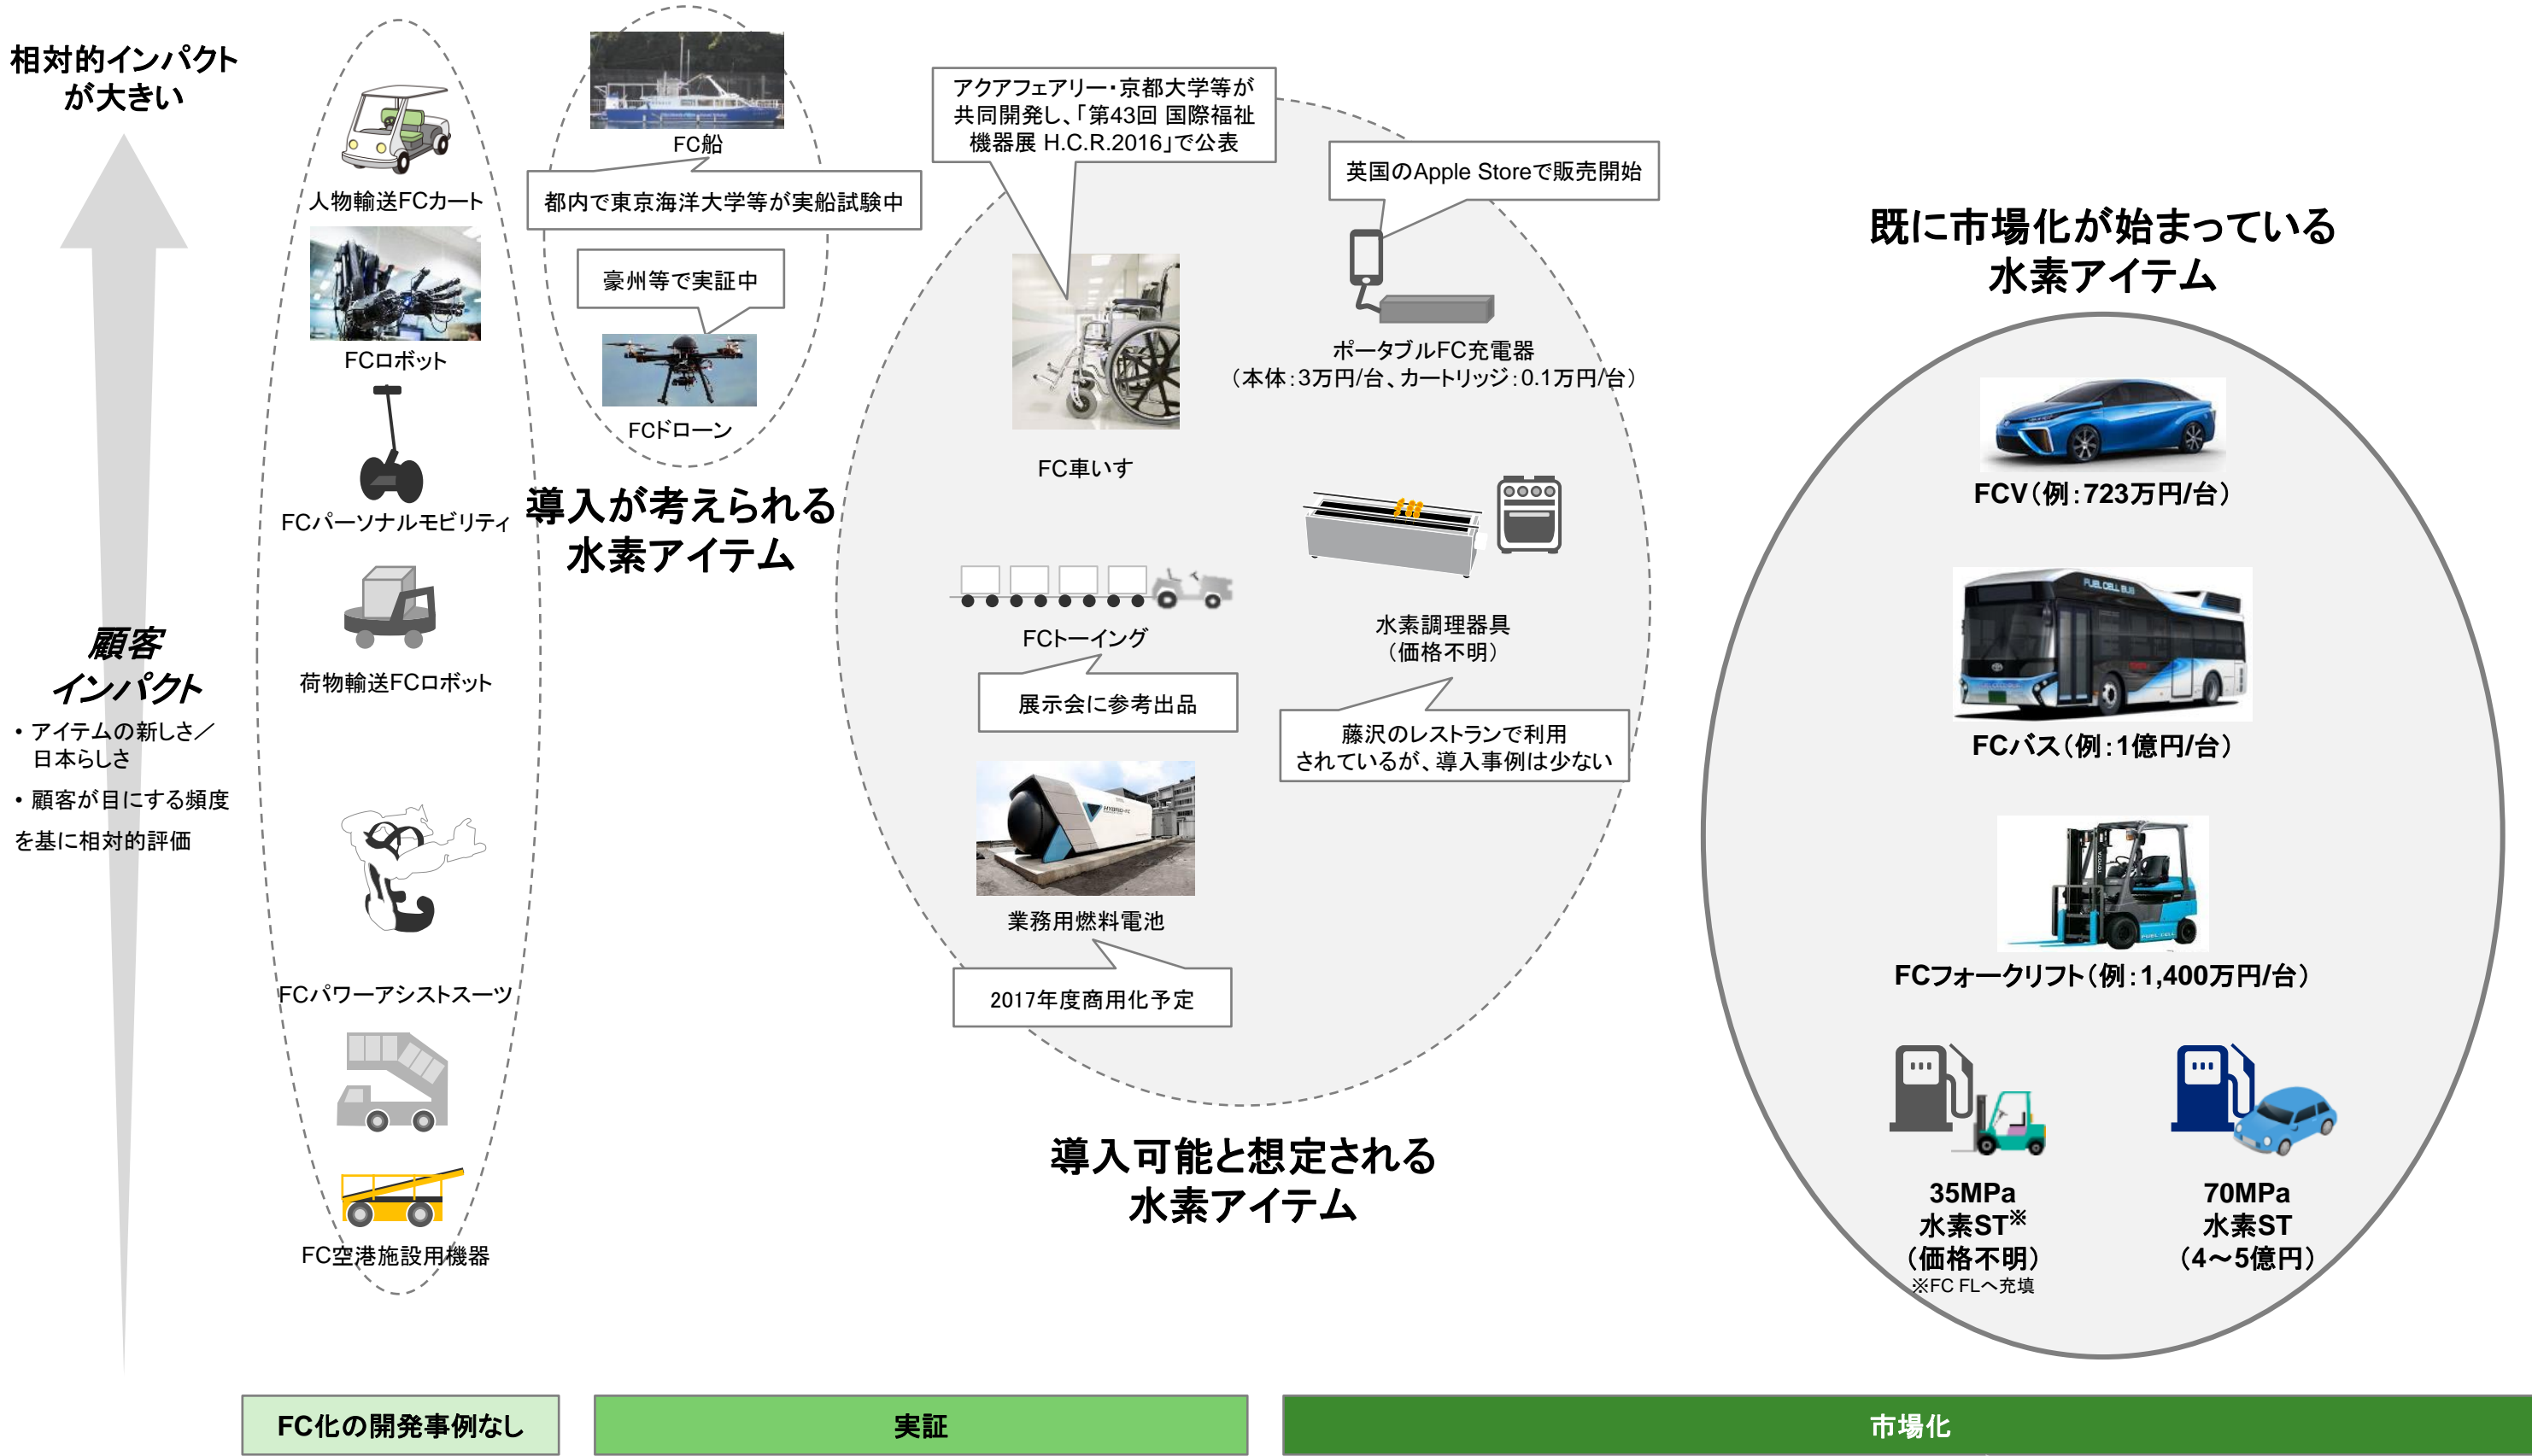 相対的インパクト
が大きい
顧客
インパクト
・アイテムの新しさ／
日本らしさ
・顧客が目にする頻度
を基に相対的評価
人物輸送FCカート
FCロボット
FCパーソナルモビリティ
荷物輸送FCロボット
FCパワーアシストスーツ
FC空港施設用機器
FC船
都内で東京海洋大学等が実船試験中
豪州等で実証中
FCドローン
導入が考えられる
水素アイテム
アクアフェアリー・京都大学等が
共同開発し、「第43回 国際福祉
機器展 H.C.R.2016」で公表
FC車いす
英国のApple Storeで販売開始
ポータブルFC充電器
（本体：3万円/台、カートリッジ：0.1万円/台）
FCトーイング
展示会に参考出品
水素調理器具
（価格不明）
藤沢のレストランで利用
されているが、導入事例は少ない
HYBRID-FC
業務用燃料電池
2017年度商用化予定
導入可能と想定される
水素アイテム
既に市場化が始まっている
水素アイテム
FCV（例：723万円/台）
FUEL CELL BUS
FCバス（例：1億円/台）
FUEL CELL
FCフォークリフト（例：1,400万円/台）
35MPa
水素ST※
（価格不明）
※FC FLへ充填
70MPa
水素ST
（4～5億円）
FC化の開発事例なし
実証
市場化